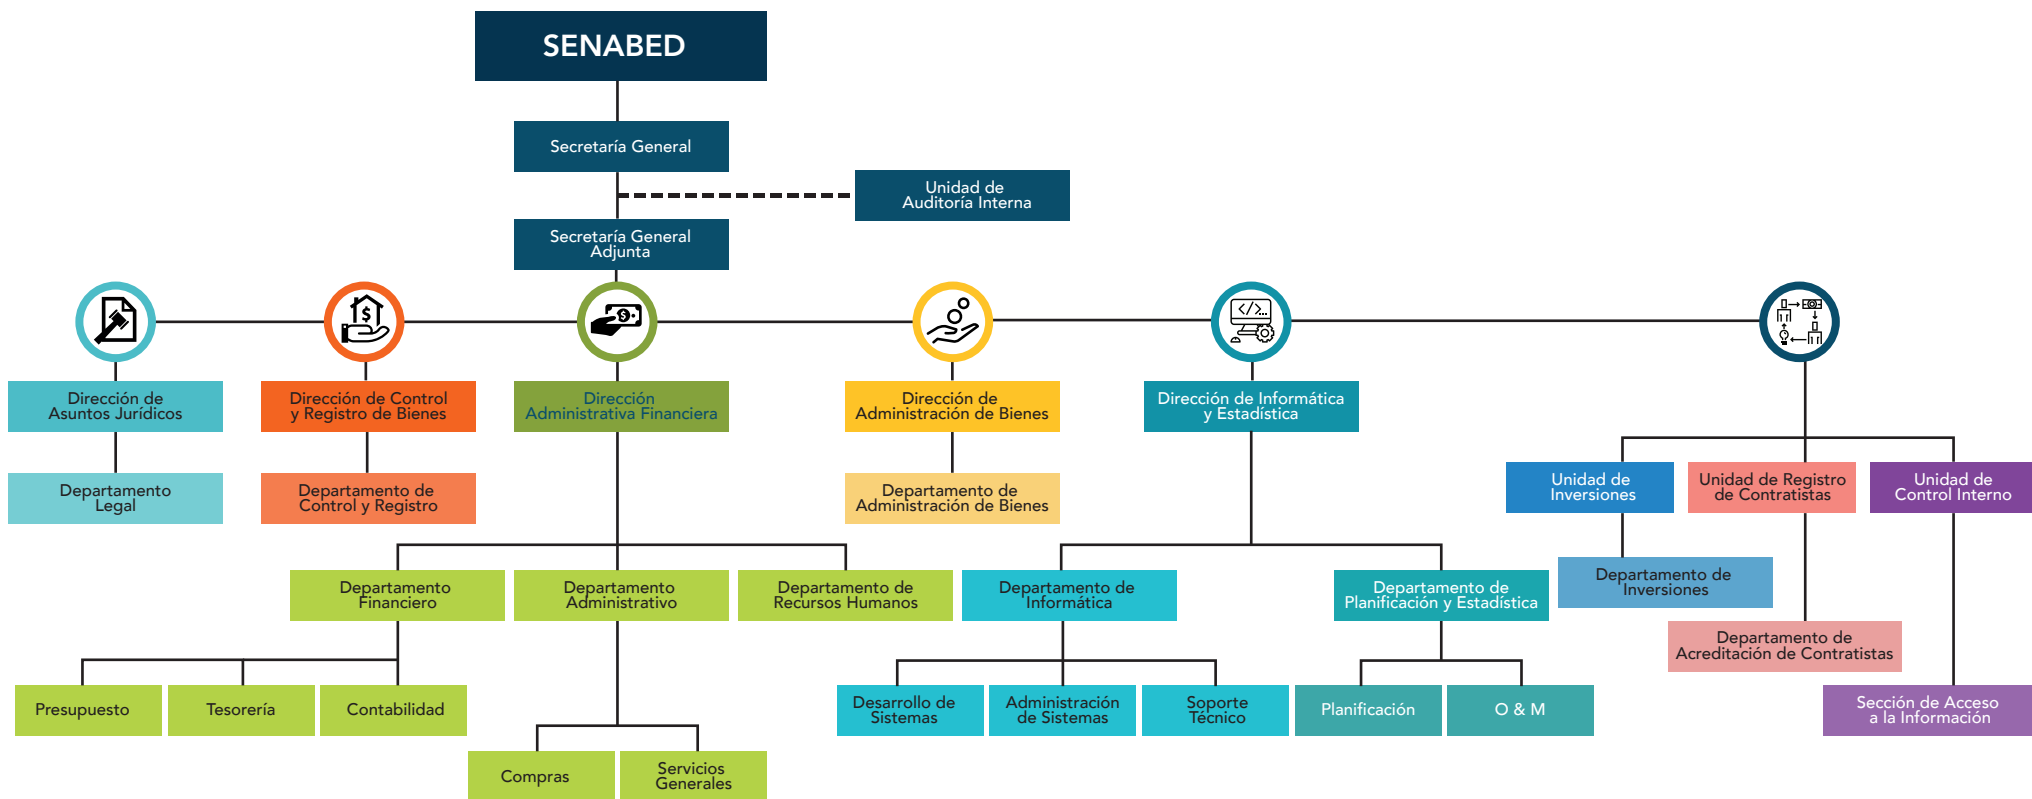 SENABED
Secretaría General
Unidad de
Auditoría Interna
Secretaría General
Adjunta
$
$
</>...
Dirección de
Asuntos Jurídicos
Dirección de Control
y Registro de Bienes
Dirección
Administrativa Financiera
Dirección de
Administración de Bienes
Dirección de Informática
y Estadística
Departamento
Legal
Departamento de
Control y Registro
Departamento de
Administración de Bienes
Unidad de
Inversiones
Unidad de Registro
de Contratistas
Unidad de
Control Interno
Departamento
Financiero
Departamento
Administrativo
Departamento de
Recursos Humanos
Departamento de
Informática
Departamento de
Planificación y Estadística
Departamento de
Inversiones
Departamento de
Acreditación de Contratistas
Presupuesto
Tesorería
Contabilidad
Compras
Servicios
Generales
Desarrollo de
Sistemas
Administración
de Sistemas
Soporte
Técnico
Planificación
O & M
Sección de Acceso
a la Información